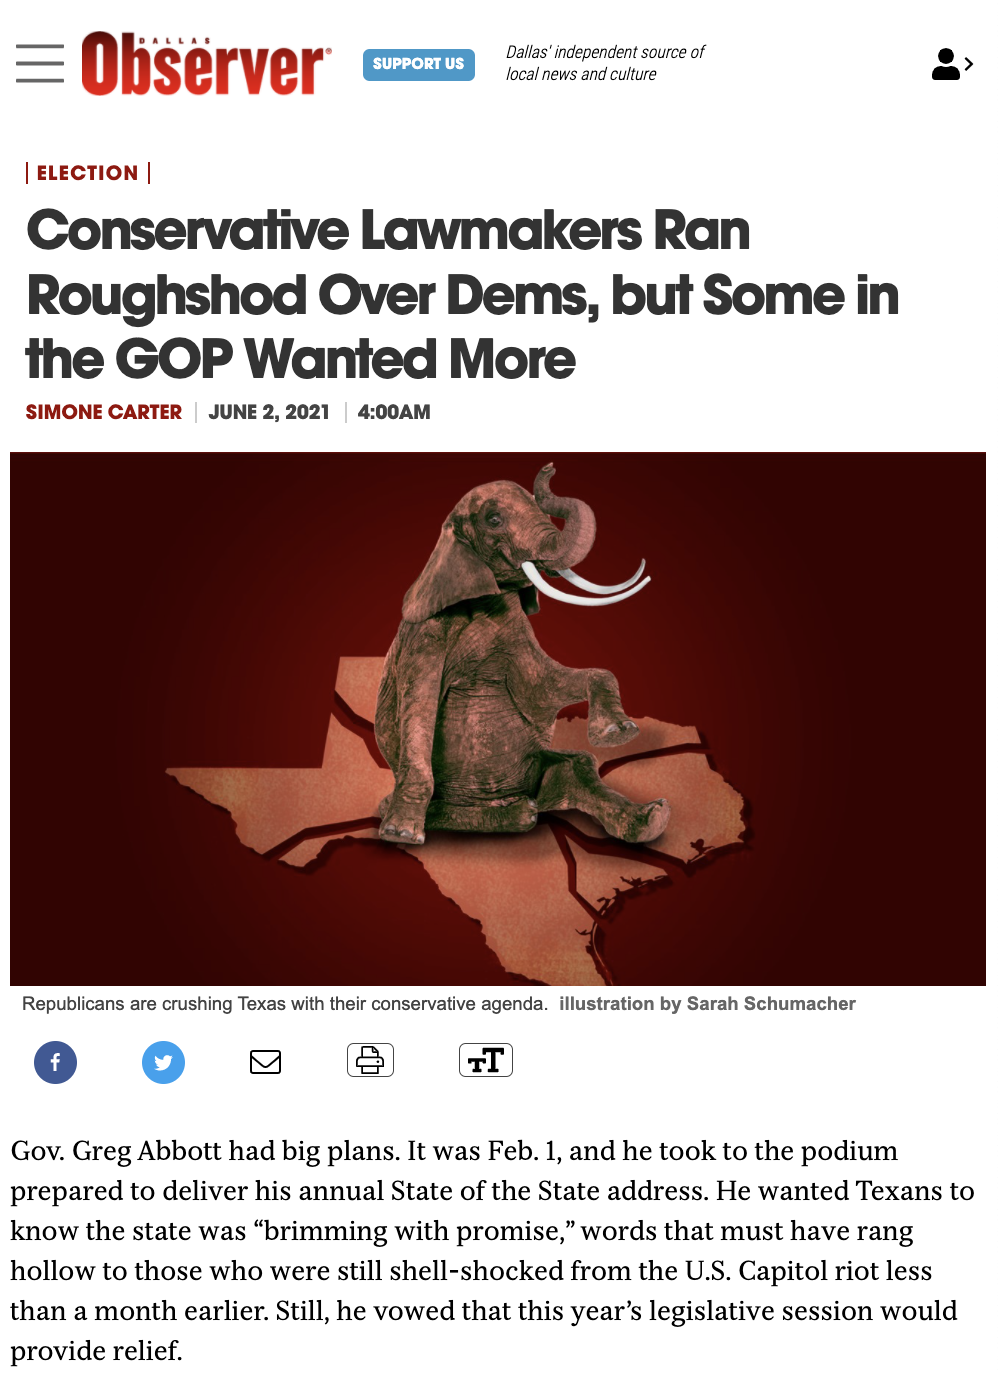 DALLAS
Observer®
SUPPORT US
Dallas' independent source of
local news and culture
| ELECTION |
Conservative Lawmakers Ran
Roughshod Over Dems, but Some in
the GOP Wanted More
SIMONE CARTER | JUNE 2, 2021 | 4:00AM
Republicans are crushing Texas with their conservative agenda. illustration by Sarah Schumacher
f
TT
Gov. Greg Abbott had big plans. It was Feb. 1, and he took to the podium
prepared to deliver his annual State of the State address. He wanted Texans to
know the state was “brimming with promise,” words that must have rang
hollow to those who were still shell-shocked from the U.S. Capitol riot less
than a month earlier. Still, he vowed that this year’s legislative session would
provide relief.